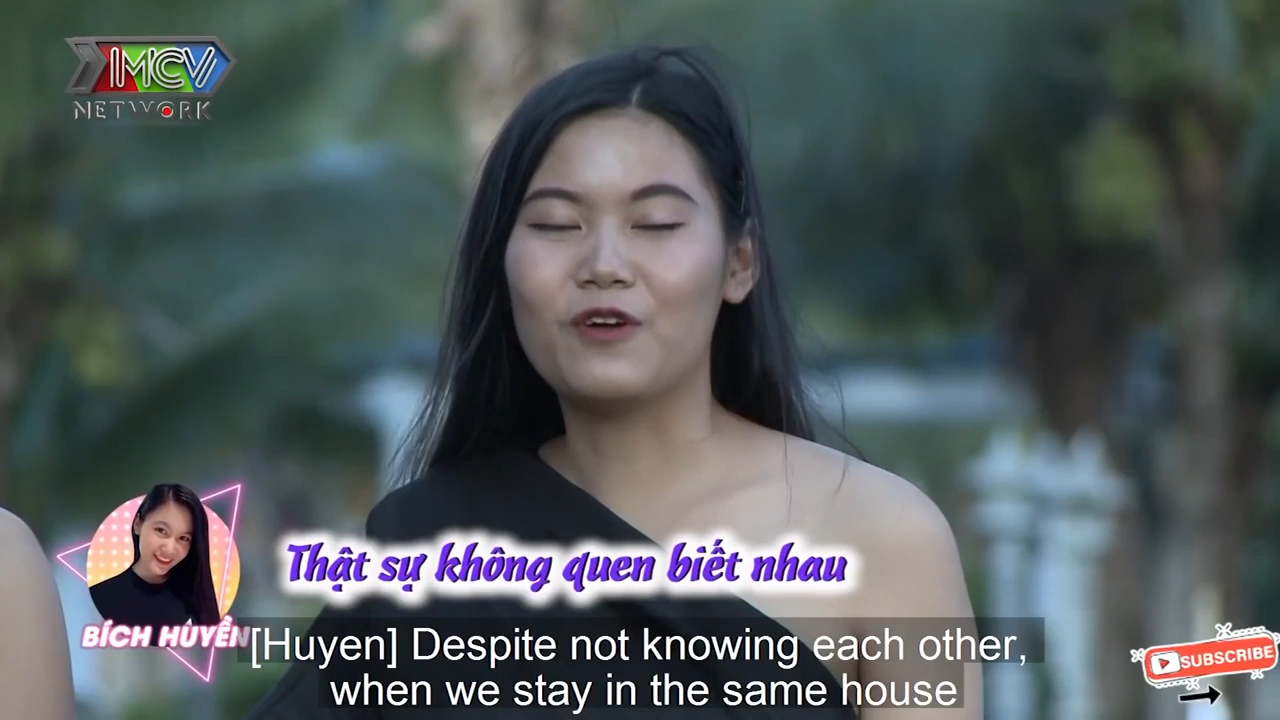 MCV
NETWORK
Thật sự không quen biết nhau
BÍCH HUYỀN
[Huyen] Despite not knowing each other,
when we stay in the same house
SUBSCRIBE